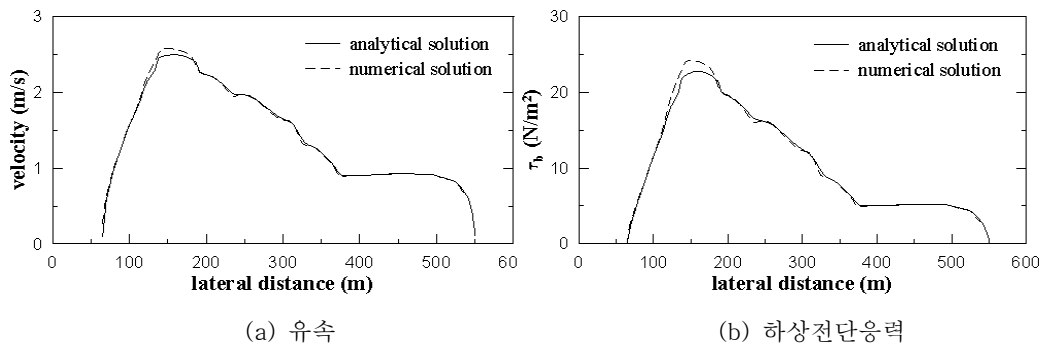 3
2
1
0
velocity (m/s)
analytical solution
numerical solution
0 100 200 300 400 500 60
lateral distance (m)
(a) 유속
30
20
10
0
τb (N/m²)
analytical solution
numerical solution
0 100 200 300 400 500 600
lateral distance (m)
(b) 하상전단응력